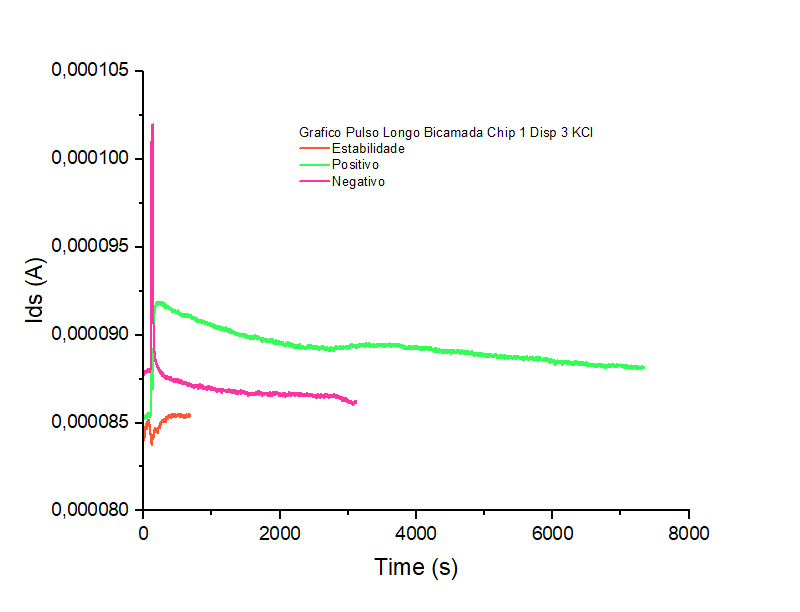 0,000105
0,000100
0,000095
0,000090
0,000085
0,000080
Ids (A)
Grafico Pulso Longo Bicamada Chip 1 Disp 3 KCl
Estabilidade
Positivo
Negativo
0 2000 4000 6000 8000
Time (s)